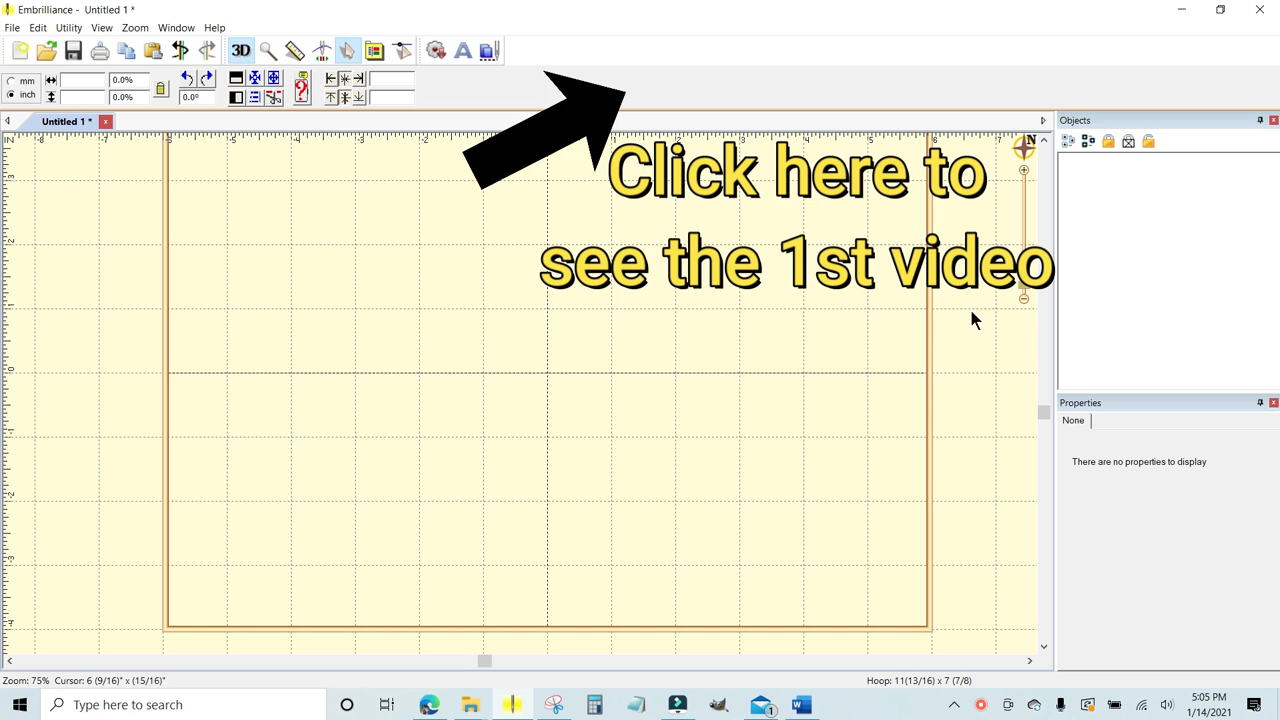 Embrilliance - Untitled 1 *
File Edit Utility View Zoom Window Help
3D
mm
inch
0.0%
0.0%
0.0°
Untitled 1 * x
Objects
N
Click here to
see the 1st video
Properties
None
There are no properties to display
Zoom: 75% Cursor: 6 (9/16)" x (15/16)"
Hoop: 11(13/16) x 7 (7/8)
Type here to search
5:05 PM
1/14/2021